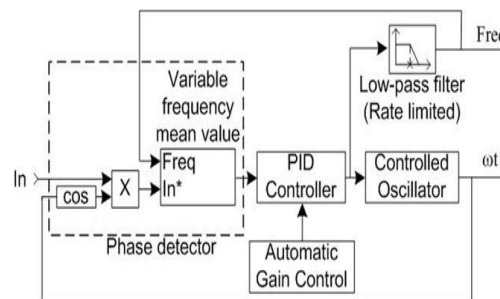 Freq
Low-pass filter
(Rate limited)
Variable
frequency
mean value
Freq
In*
In
cos
X
Phase detector
PID
Controller
Controlled
Oscillator
ωt
Automatic
Gain Control